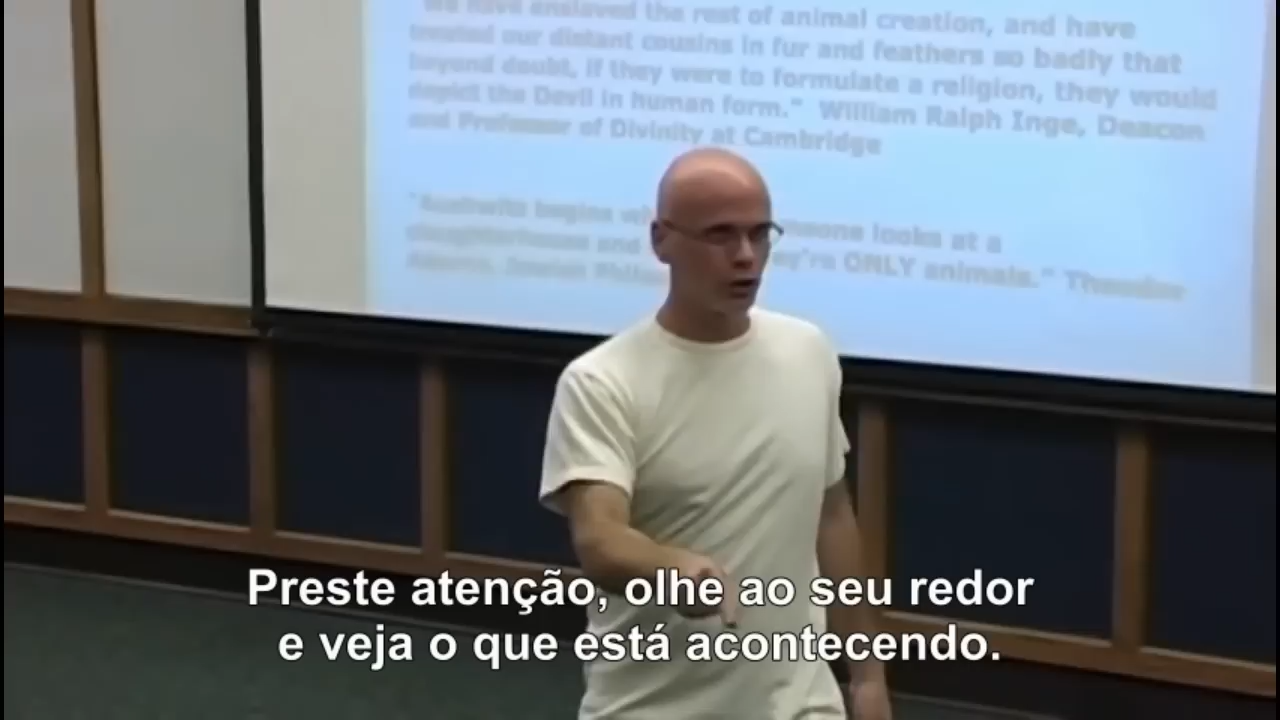 We have enslaved the rest of animal creation, and have
treated our distant cousins in fur and feathers so badly that
beyond doubt, if they were to formulate a religion, they would
depict the Devil in human form." William Ralph Inge, Deacon
and Professor of Divinity at Cambridge
"Auschwitz begins someone looks at a
slaughterhouse and they're ONLY animals." Theodor
Adorno, Jewish
Preste atenção, olhe ao seu redor
e veja o que está acontecendo.